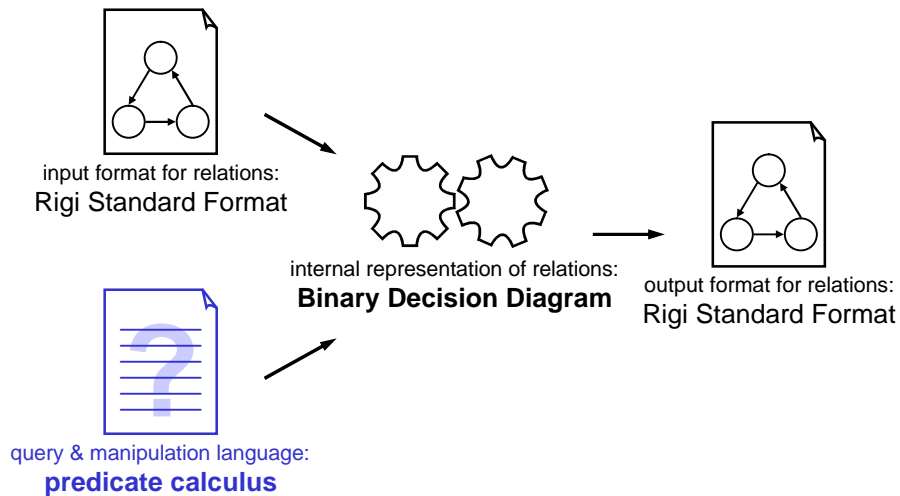 input format for relations:
Rigi Standard Format
internal representation of relations:
Binary Decision Diagram
output format for relations:
Rigi Standard Format
?
query & manipulation language:
predicate calculus